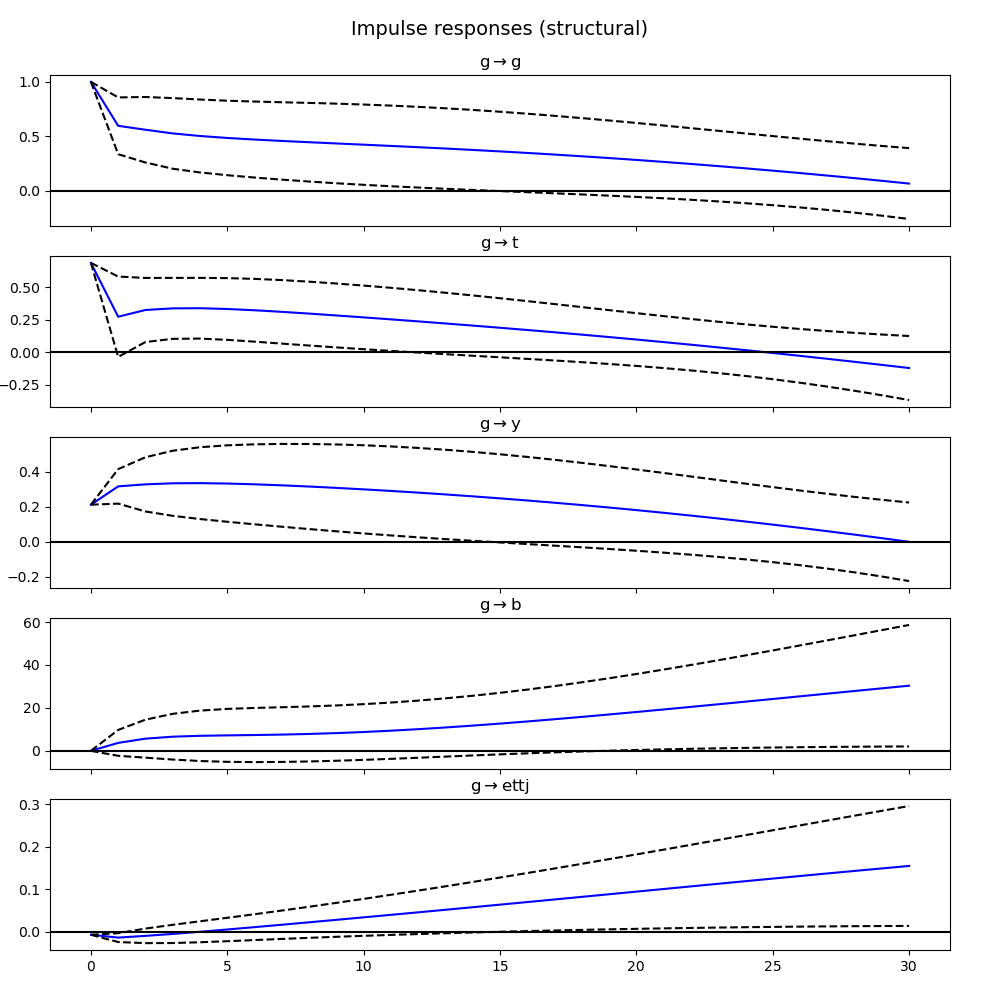 Impulse responses (structural)
g → g
1.0
0.5
0.0
g → t
0.50
0.25
0.00
−0.25
g → y
0.4
0.2
0.0
−0.2
g → b
60
40
20
0
g → ettj
0.3
0.2
0.1
0.0
0 5 10 15 20 25 30